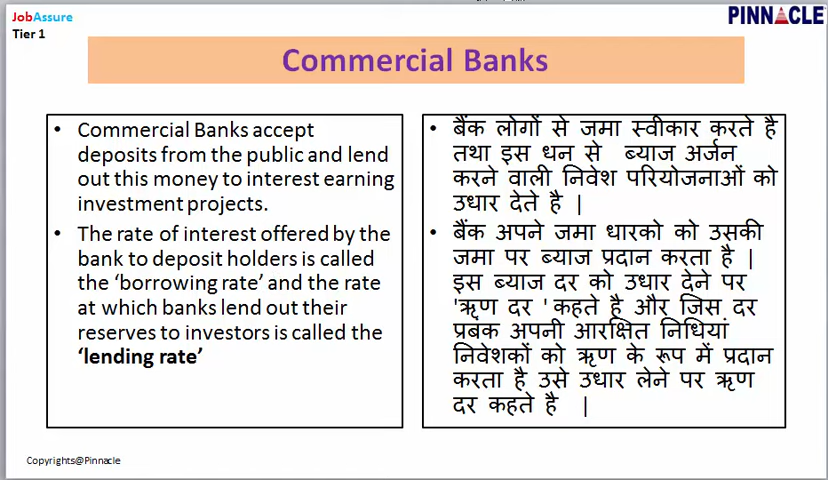 JobAssure
Tier 1
PINNACLE
Commercial Banks
• Commercial Banks accept
deposits from the public and lend
out this money to interest earning
investment projects.
• The rate of interest offered by the
bank to deposit holders is called
the ‘borrowing rate’ and the rate
at which banks lend out their
reserves to investors is called the
‘lending rate’
• बैंक लोगों से जमा स्वीकार करते है
तथा इस धन से ब्याज अर्जन
करने वाली निवेश परियोजनाओं को
उधार देते है |
• बैंक अपने जमा धारको को उसकी
जमा पर ब्याज प्रदान करता है |
इस ब्याज दर को उधार देने पर
'ऋण दर ' कहते है और जिस दर
प्रबंक अपनी आरक्षित निधियां
निवेशकों को ऋण के रूप में प्रदान
करता है उसे उधार लेने पर ऋण
दर कहते है |
Copyrights@Pinnacle